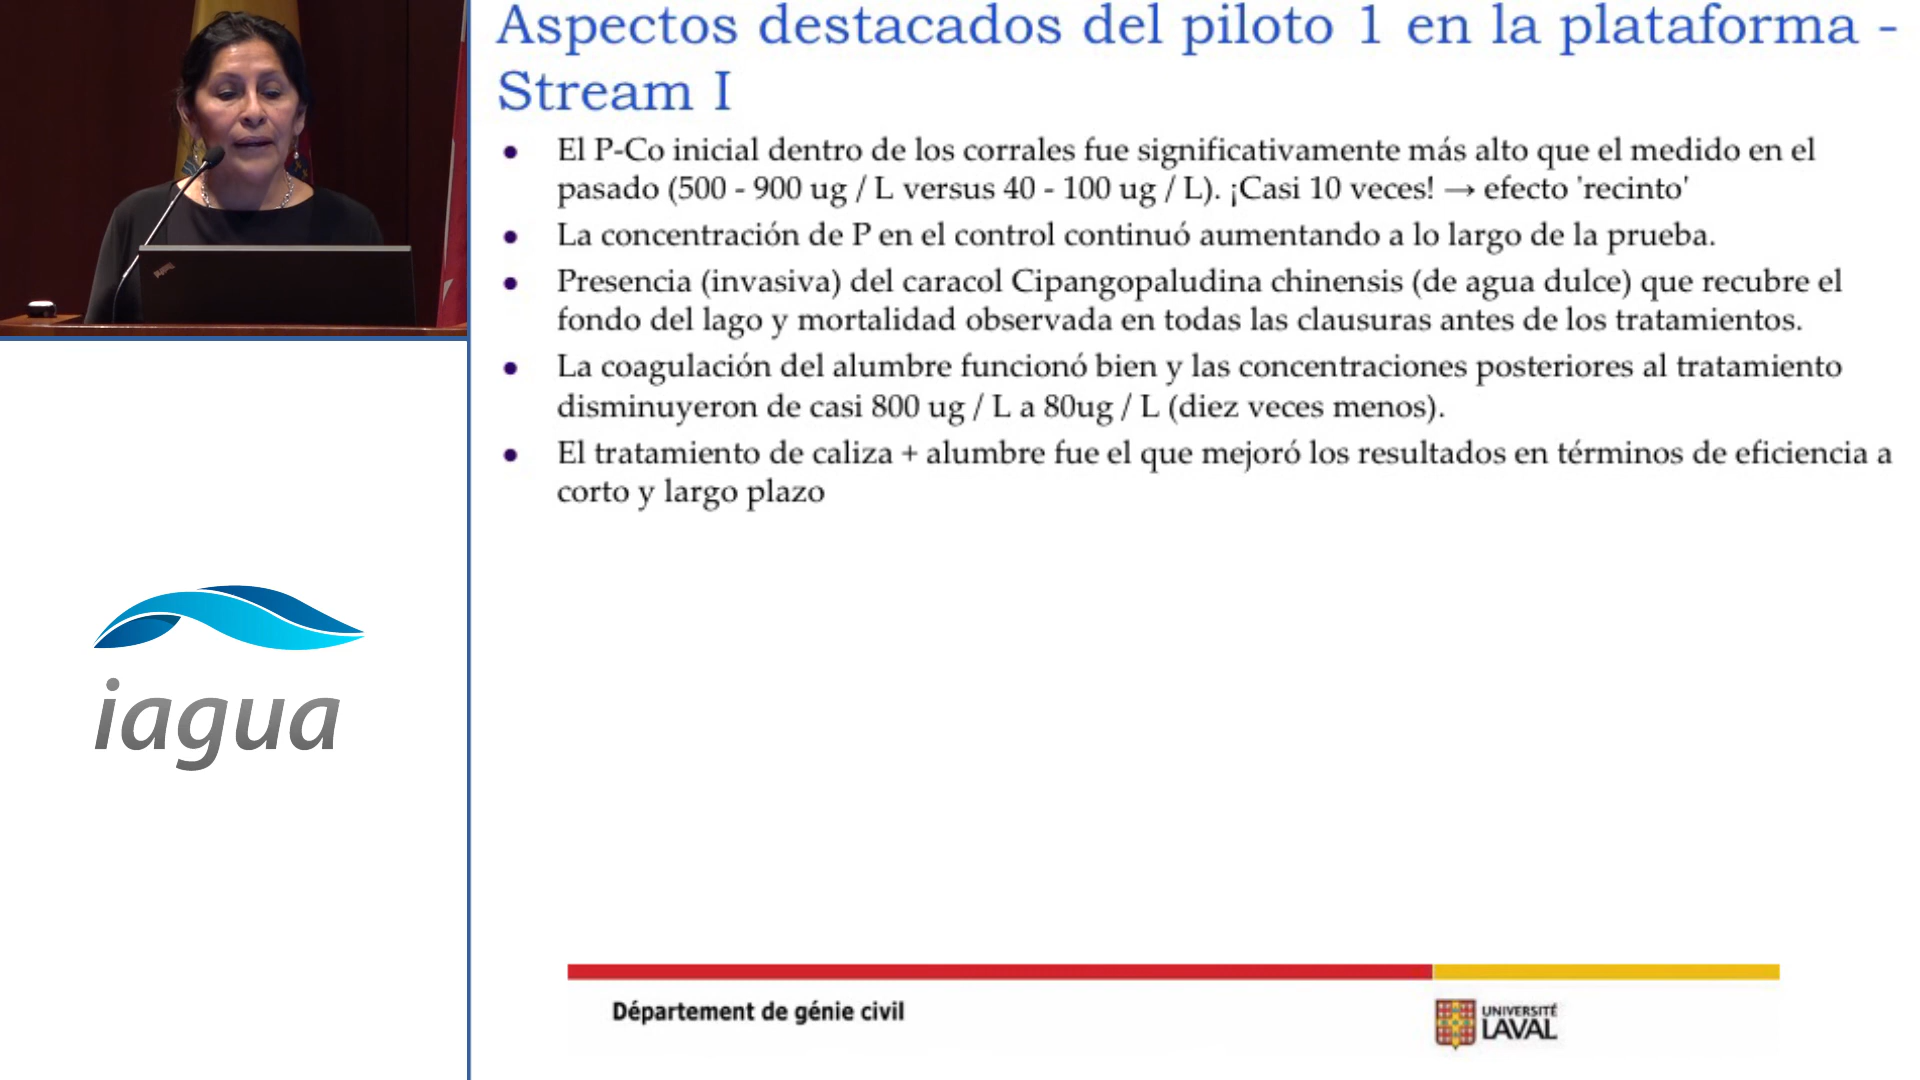 Aspectos destacados del piloto 1 en la plataforma -
Stream I
• El P-Co inicial dentro de los corrales fue significativamente más alto que el medido en el
pasado (500 - 900 ug / L versus 40 - 100 ug / L). ¡Casi 10 veces! → efecto 'recinto'
• La concentración de P en el control continuó aumentando a lo largo de la prueba.
• Presencia (invasiva) del caracol Cipangopaludina chinensis (de agua dulce) que recubre el
fondo del lago y mortalidad observada en todas las clausuras antes de los tratamientos.
• La coagulación del alumbre funcionó bien y las concentraciones posteriores al tratamiento
disminuyeron de casi 800 ug / L a 80ug / L (diez veces menos).
• El tratamiento de caliza + alumbre fue el que mejoró los resultados en términos de eficiencia a
corto y largo plazo
iagua
Département de génie civil
UNIVERSITÉ
LAVAL